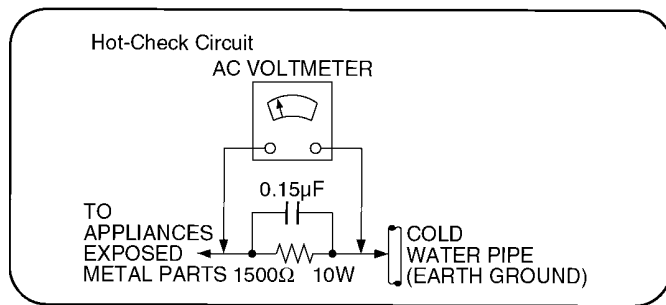 Hot-Check Circuit
AC VOLTMETER
0.15µF
TO
APPLIANCES
EXPOSED
METAL PARTS
1500Ω 10W
COLD
WATER PIPE
(EARTH GROUND)